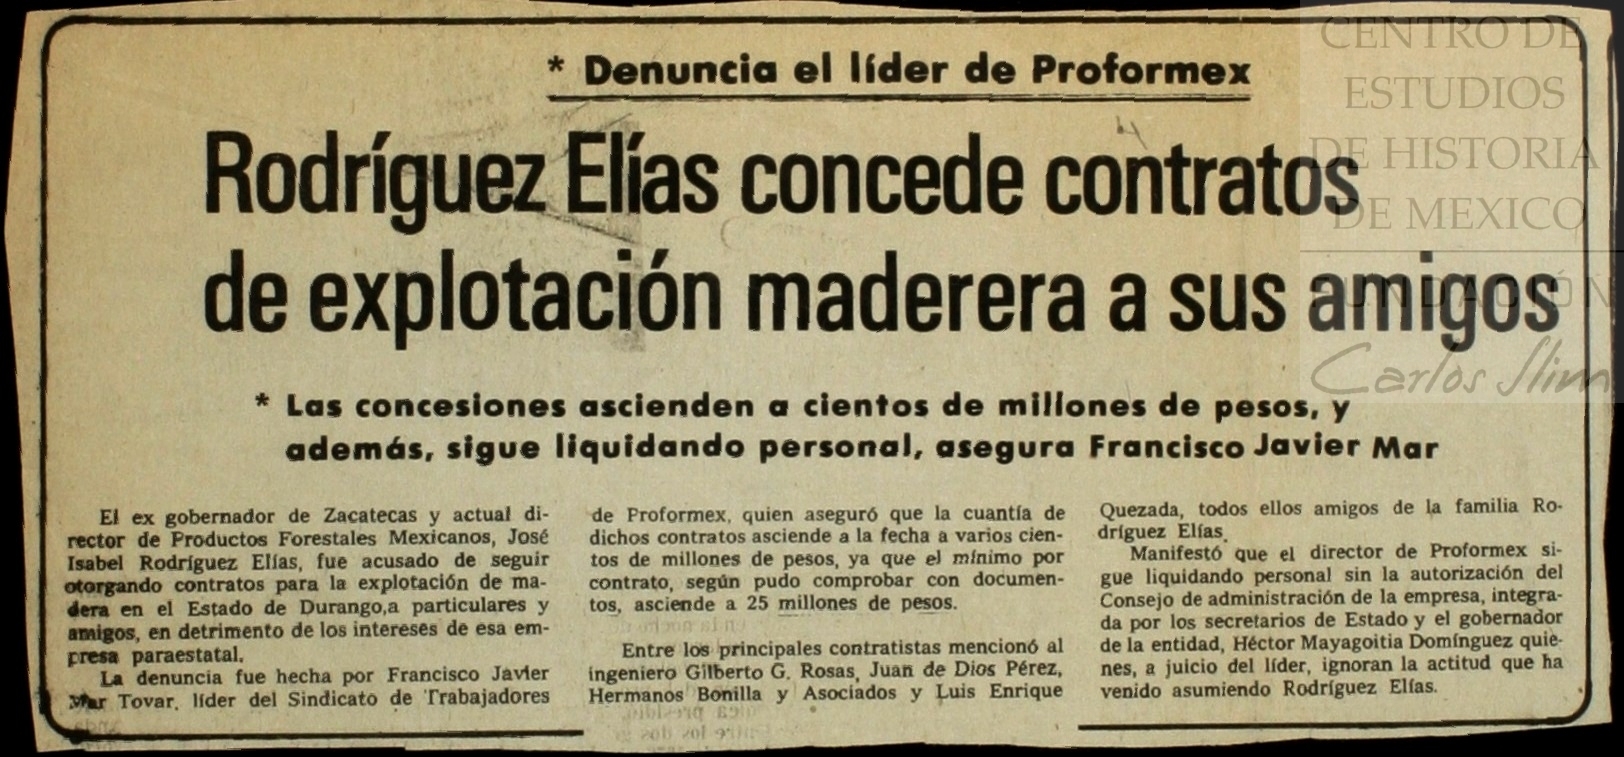 * Denuncia el líder de Proformex
Rodríguez Elías concede contratos
de explotación maderera a sus amigos
* Las concesiones ascienden a cientos de millones de pesos, y
además, sigue liquidando personal, asegura Francisco Javier Mar
El ex gobernador de Zacatecas y actual di-
rector de Productos Forestales Mexicanos, José
Isabel Rodríguez Elías, fue acusado de seguir
otorgando contratos para la explotación de ma-
dera en el Estado de Durango,a particulares y
amigos, en detrimento de los intereses de esa em-
presa paraestatal.
La denuncia fue hecha por Francisco Javier
Mar Tovar, líder del Sindicato de Trabajadores
de Proformex, quien aseguró que la cuantía de
dichos contratos asciende a la fecha a varios cien-
tos de millones de pesos, ya que el mínimo por
contrato, según pudo comprobar con documen-
tos, asciende a 25 millones de pesos.
Entre los principales contratistas mencionó al
ingeniero Gilberto G. Rosas, Juan de Dios Pérez,
Hermanos Bonilla y Asociados y Luis Enrique
Quezada, todos ellos amigos de la familia Ro-
dríguez Elías.
Manifestó que el director de Proformex si-
gue liquidando personal sin la autorización del
Consejo de administración de la empresa, integra-
da por los secretarios de Estado y el gobernador
de la entidad, Héctor Mayagoitia Domínguez quie-
nes, a juicio del líder, ignoran la actitud que ha
venido asumiendo Rodríguez Elías.
CENTRO DE
ESTUDIOS
DE HISTORIA
DE MEXICO
FUNDACIÓN
Carlos Slim